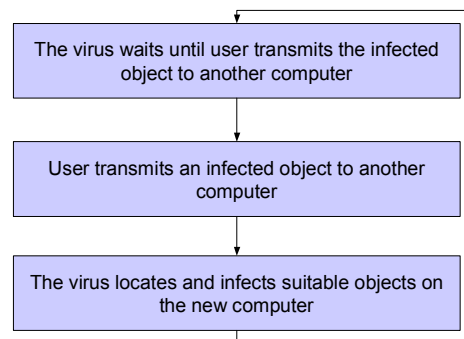 The virus waits until user transmits the infected
object to another computer
User transmits an infected object to another
computer
The virus locates and infects suitable objects on
the new computer